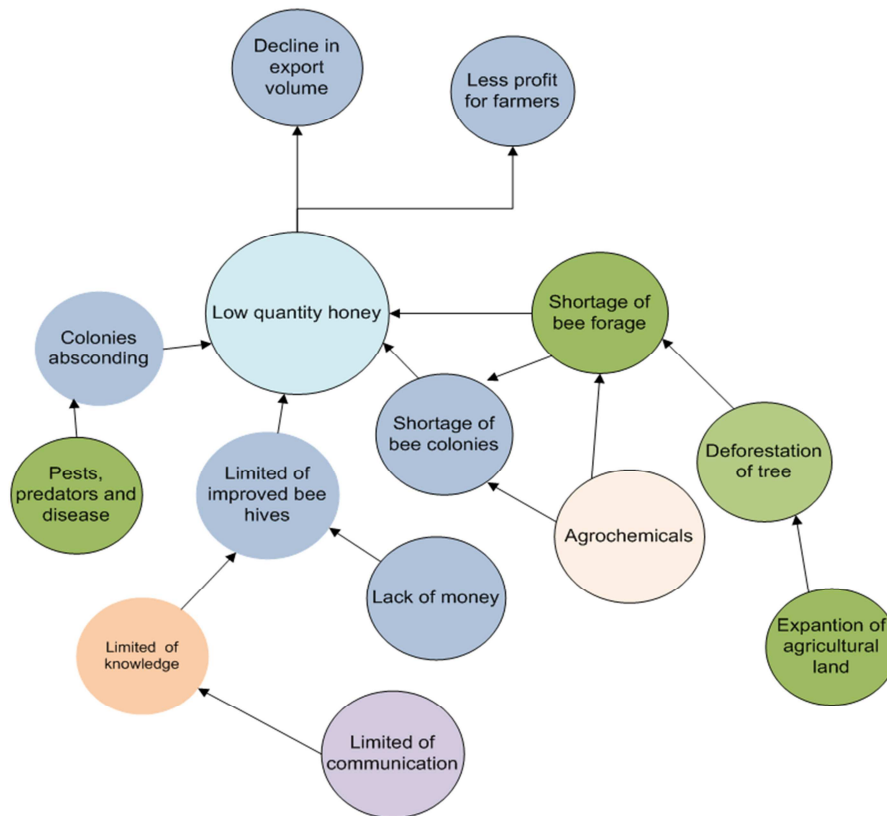 Decline in
export
volume
Less profit
for farmers
Low quantity honey
Shortage of
bee forage
Colonies
absconding
Shortage of
bee colonies
Deforestation
of tree
Pests,
predators and
disease
Limited of
improved bee
hives
Agrochemicals
Lack of money
Expantion of
agricultural
land
Limited of
knowledge
Limited of
communication